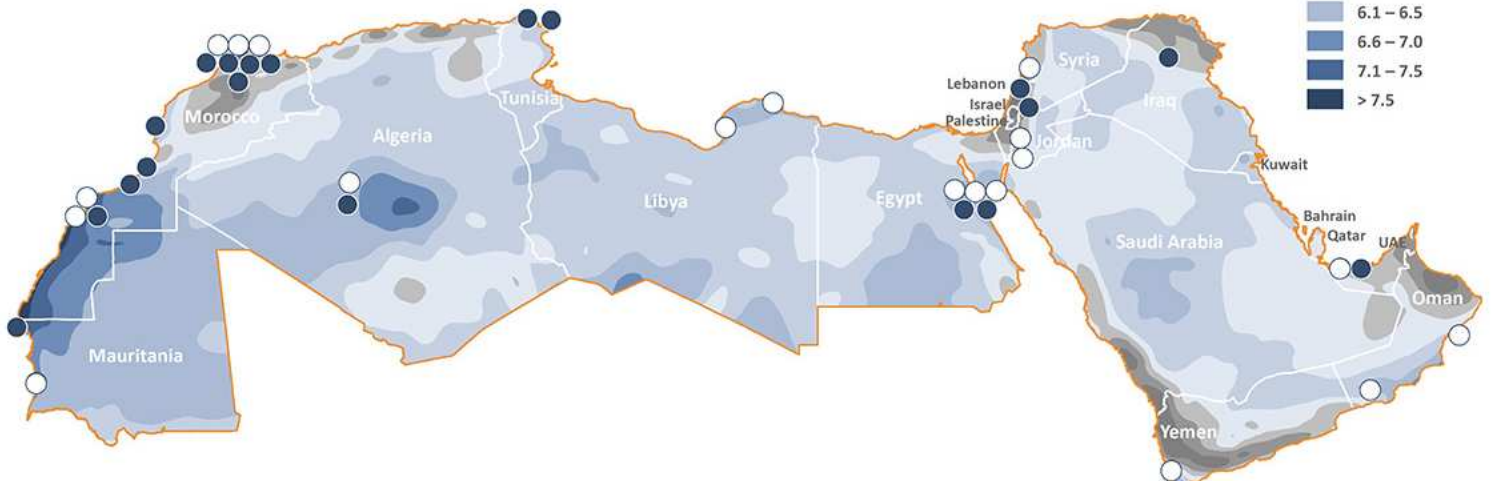 6.1 – 6.5
6.6 – 7.0
7.1 – 7.5
> 7.5
Syria
Lebanon
Israel
Palestine
Iraq
Jordan
Kuwait
Morocco
Algeria
Tunisia
Libya
Egypt
Saudi Arabia
Bahrain
Qatar
UAE
Oman
Mauritania
Yemen